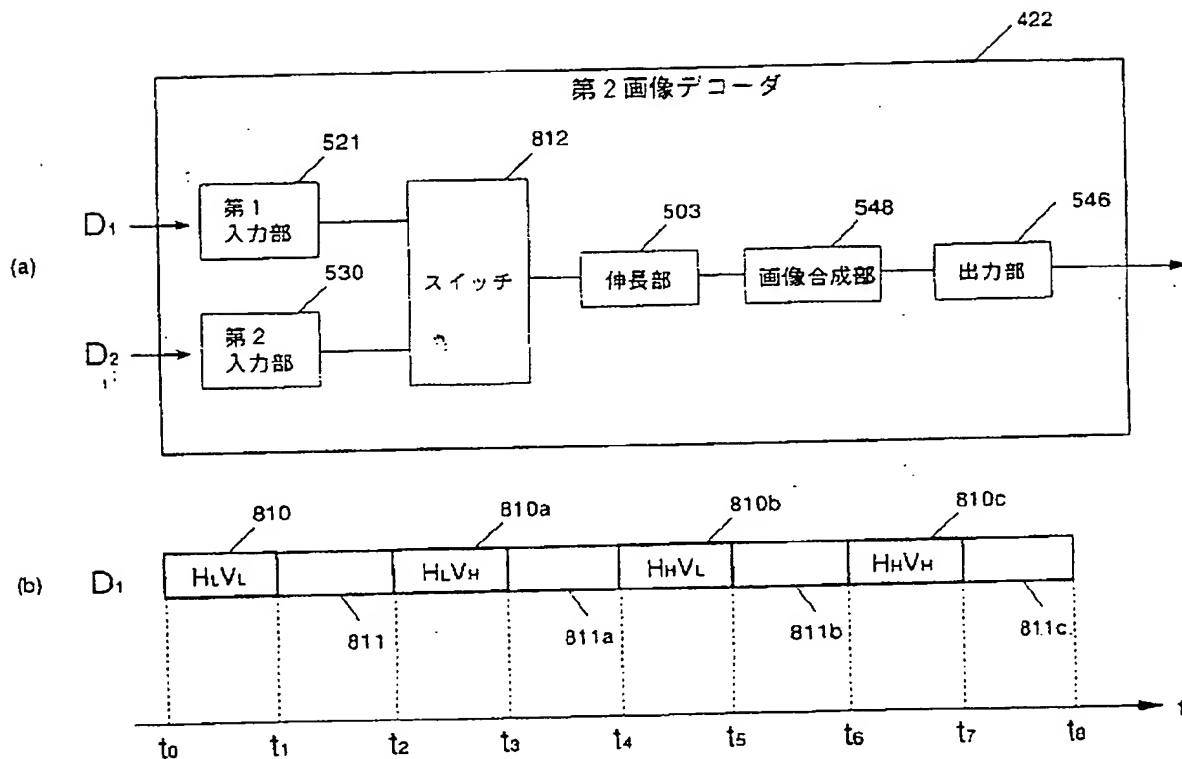 422
第2画像デコーダ
521
812
第1
入力部
D1
503
548
546
(a)
530
スイッチ
伸長部
画像合成部
出力部
第2
入力部
D2
810
810a
810b
810c
(b)
D1
HLVL
HLVH
HHVL
HHVH
811
811a
811b
811c
t
t0
t1
t2
t3
t4
t5
t6
t7
t8